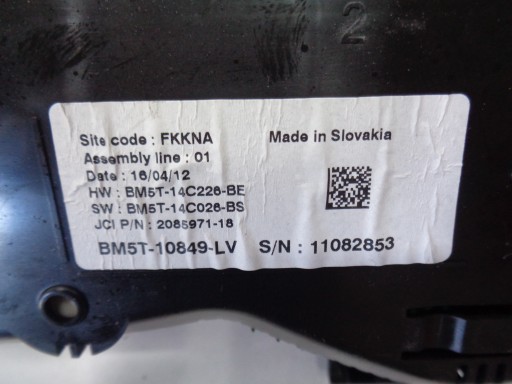 2
Site code : FKKNA
Made in Slovakia
Assembly line : 01
Date : 16/04/12
HW : BM5T-14C226-BE
SW : BM5T-14C026-BS
JCI P/N : 2085971-18
BM5T-10849-LV S/N : 11082853